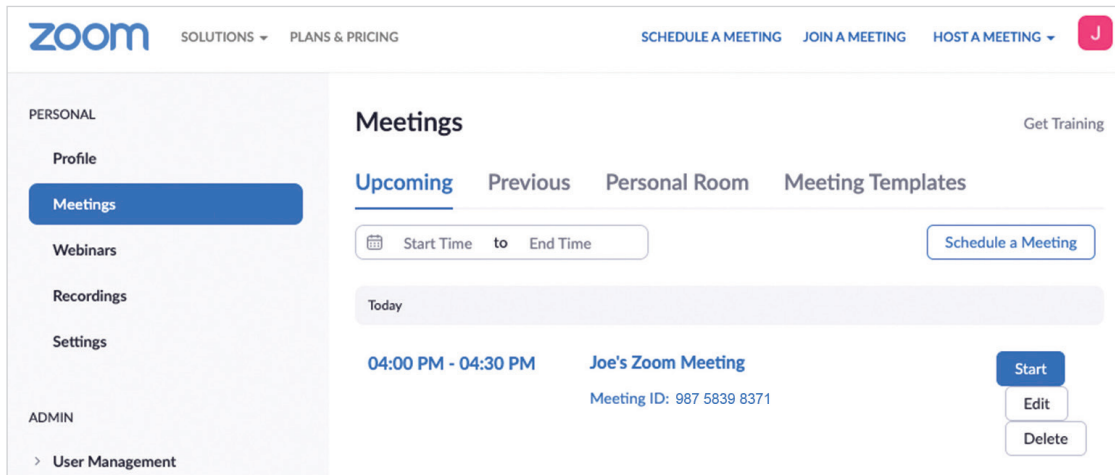 zoom SOLUTIONS PLANS & PRICING SCHEDULE A MEETING JOIN A MEETING HOST A MEETING J
PERSONAL
Profile
Meetings
Webinars
Recordings
Settings
ADMIN
User Management
Meetings Get Training
Upcoming Previous Personal Room Meeting Templates
Start Time to End Time Schedule a Meeting
Today
04:00 PM - 04:30 PM Joe's Zoom Meeting Start
Meeting ID: 987 5839 8371 Edit
Delete